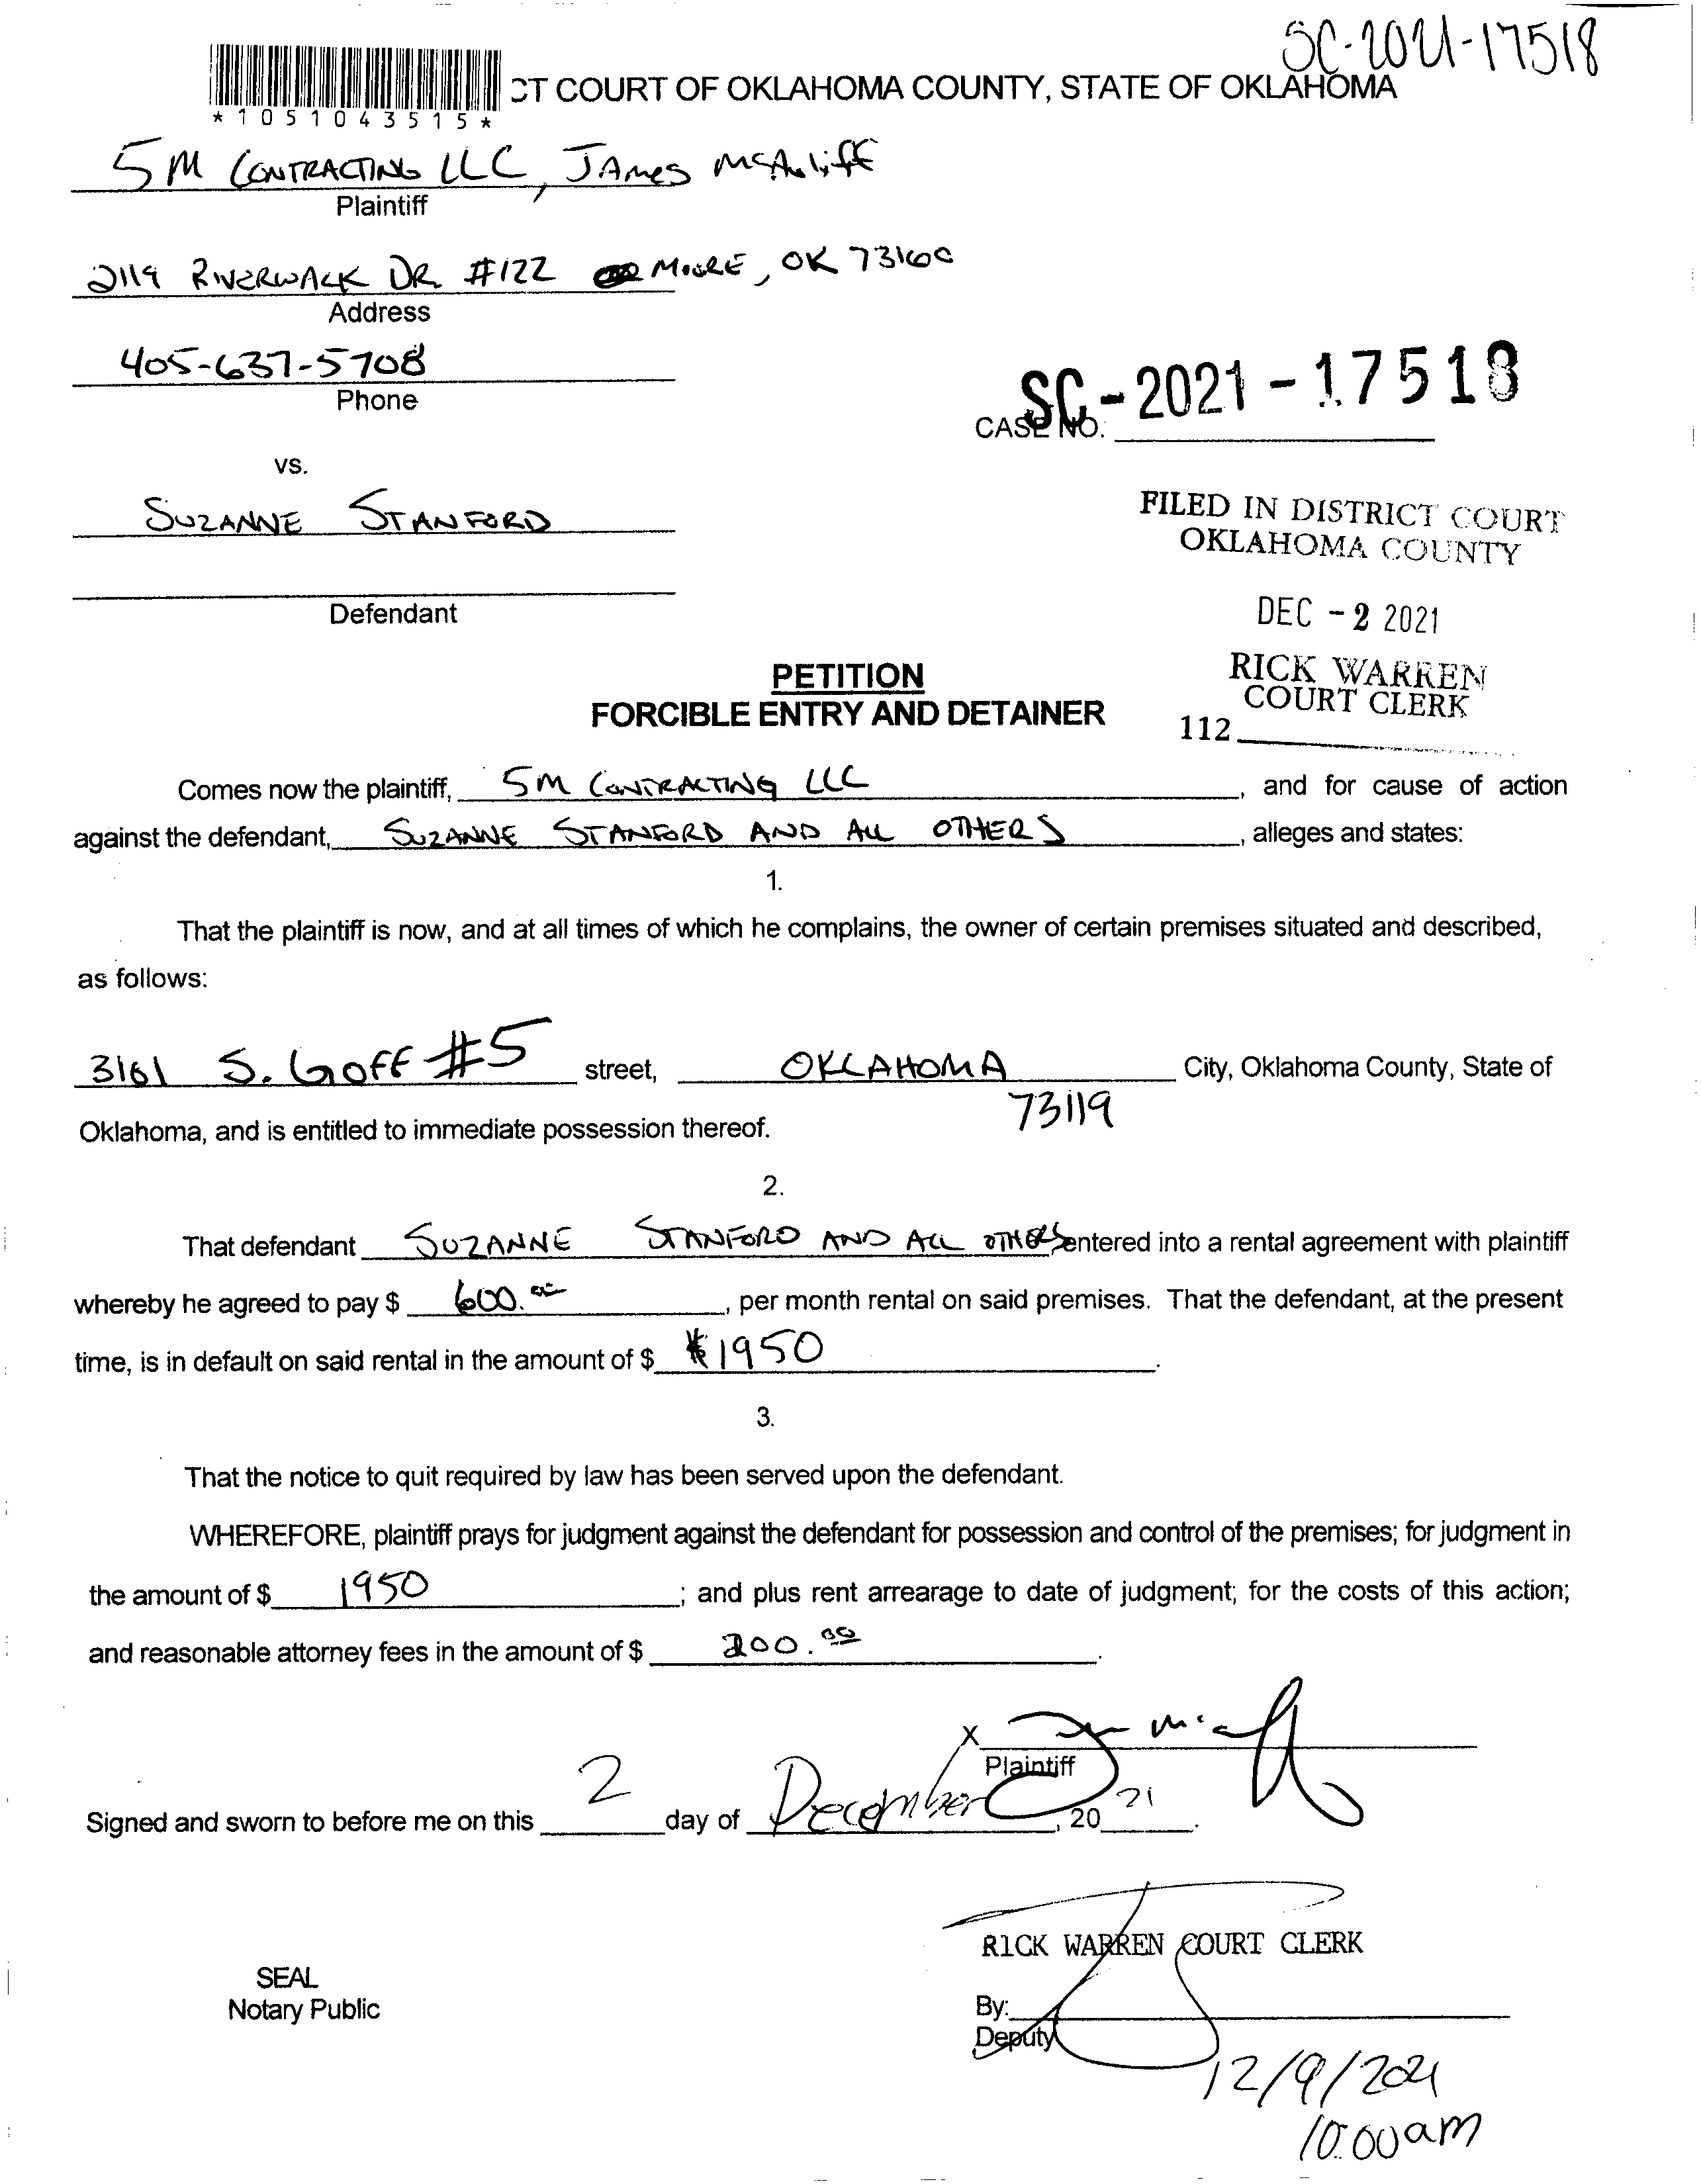 SC-2021-17518
CT COURT OF OKLAHOMA COUNTY, STATE OF OKLAHOMA
*1051043515*
5M CONTRACTING LLC, JAMES McAuliff
Plaintiff
2119 RIVERWALK DR. #122 MOORE, OK 73160
Address
405-637-5708
Phone
SC-2021-17518
CASE NO.
vs.
SUZANNE STANFORD
FILED IN DISTRICT COURT
OKLAHOMA COUNTY
Defendant
DEC -2 2021
PETITION
RICK WARREN
COURT CLERK
FORCIBLE ENTRY AND DETAINER
112
Comes now the plaintiff, 5M CONTRACTING LLC, and for cause of action
against the defendant, SUZANNE STANFORD AND ALL OTHERS, alleges and states:
1.
That the plaintiff is now, and at all times of which he complains, the owner of certain premises situated and described,
as follows:
3161 S. GOFF #5 street, OKLAHOMA City, Oklahoma County, State of
73119
Oklahoma, and is entitled to immediate possession thereof.
2.
That defendant SUZANNE STANFORD AND ALL OTHERS entered into a rental agreement with plaintiff
whereby he agreed to pay $ 600.00, per month rental on said premises. That the defendant, at the present
time, is in default on said rental in the amount of $ $1950.
3.
That the notice to quit required by law has been served upon the defendant.
WHEREFORE, plaintiff prays for judgment against the defendant for possession and control of the premises; for judgment in
the amount of $ 1950; and plus rent arrearage to date of judgment; for the costs of this action;
and reasonable attorney fees in the amount of $ 200.00.
X
Plaintiff
Signed and sworn to before me on this 2 day of December, 20 21.
R1CK WARREN COURT CLERK
SEAL
Notary Public
By:
Deputy
12/9/2021
10:00am